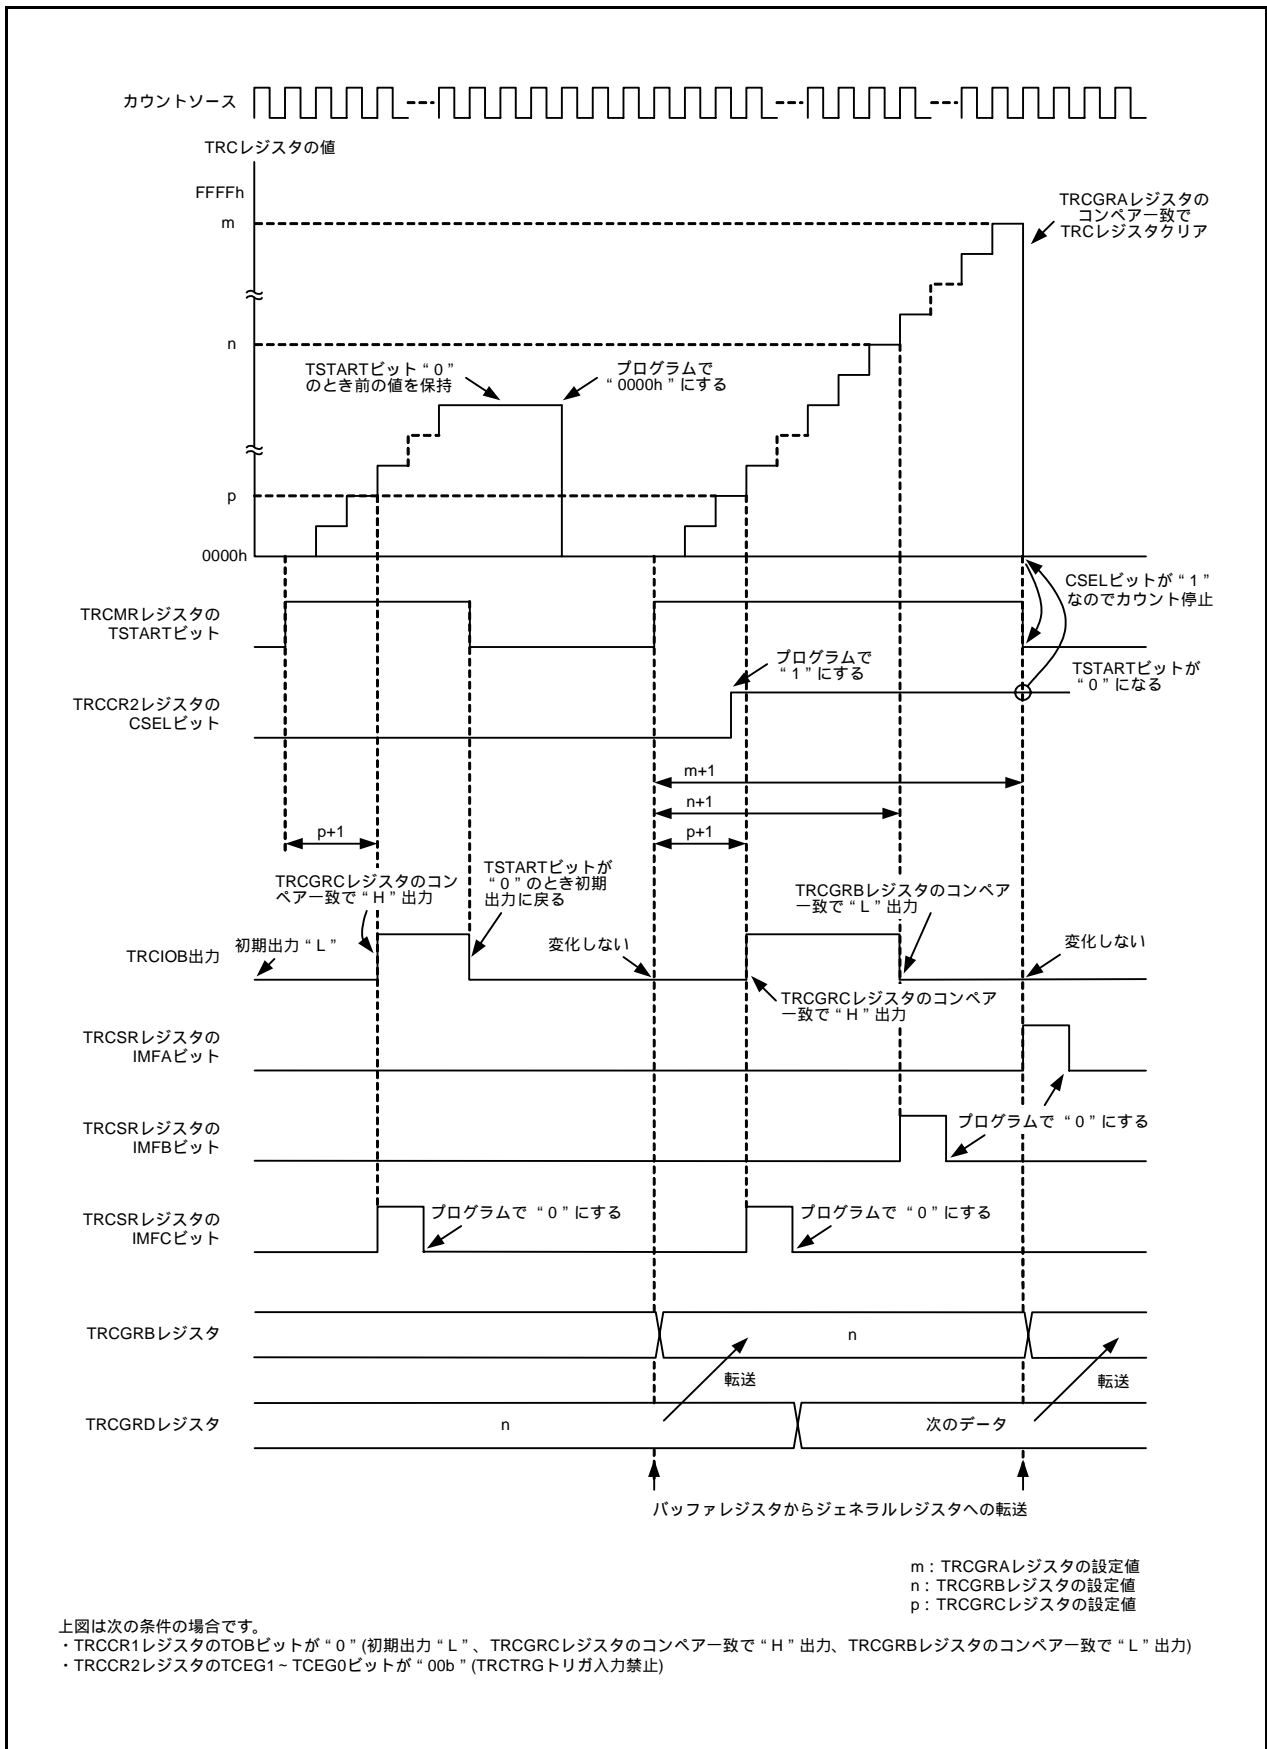 カウントソース
TRCレジスタの値
FFFFh
m
TRCGRAレジスタの
コンペア一致で
TRCレジスタクリア
n
TSTARTビット “ 0 ”
のとき前の値を保持
プログラムで
“ 0000h ” にする
p
0000h
CSELビットが “ 1 ”
なのでカウント停止
TRCMRレジスタの
TSTARTビット
プログラムで
“ 1 ” にする
TSTARTビットが
“ 0 ” になる
TRCCR2レジスタの
CSELビット
m+1
n+1
p+1
p+1
TRCGRCレジスタのコン
ペア一致で “ H ” 出力
TSTARTビットが
“ 0 ” のとき初期
出力に戻る
TRCGRBレジスタのコンペア
一致で “ L ” 出力
TRCIOB出力
初期出力 “ L ”
変化しない
変化しない
TRCGRCレジスタのコンペア
一致で “ H ” 出力
TRCSRレジスタの
IMFAビット
プログラムで “ 0 ” にする
TRCSRレジスタの
IMFBビット
TRCSRレジスタの
IMFCビット
プログラムで “ 0 ” にする
プログラムで “ 0 ” にする
TRCGRBレジスタ
n
転送
転送
TRCGRDレジスタ
n
次のデータ
バッファレジスタからジェネラルレジスタへの転送
m : TRCGRAレジスタの設定値
n : TRCGRBレジスタの設定値
p : TRCGRCレジスタの設定値
上図は次の条件の場合です。
・TRCCR1レジスタのTOBビットが “ 0 ” (初期出力 “ L ” 、TRCGRCレジスタのコンペア一致で “ H ” 出力、TRCGRBレジスタのコンペア一致で “ L ” 出力)
・TRCCR2レジスタのTCEG1 ~ TCEG0ビットが “ 00b ” (TRCTRGトリガ入力禁止)